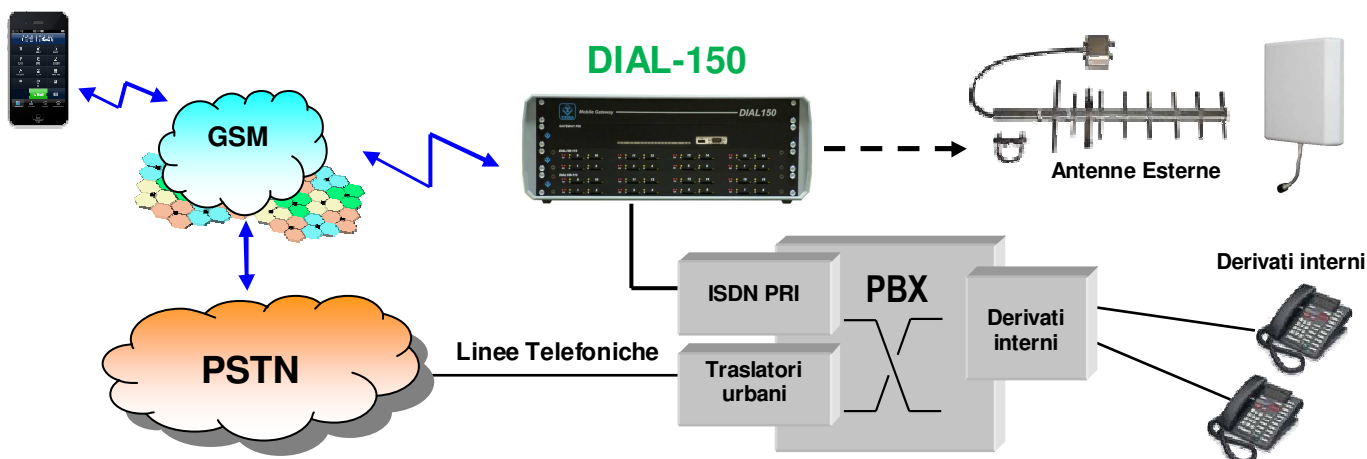 DIAL-150
GSM
Mobile Gateway
DIAL150
Antenne Esterne
Derivati interni
ISDN PRI
PBX
Derivati
interni
Linee Telefoniche
PSTN
Traslatori
urbani